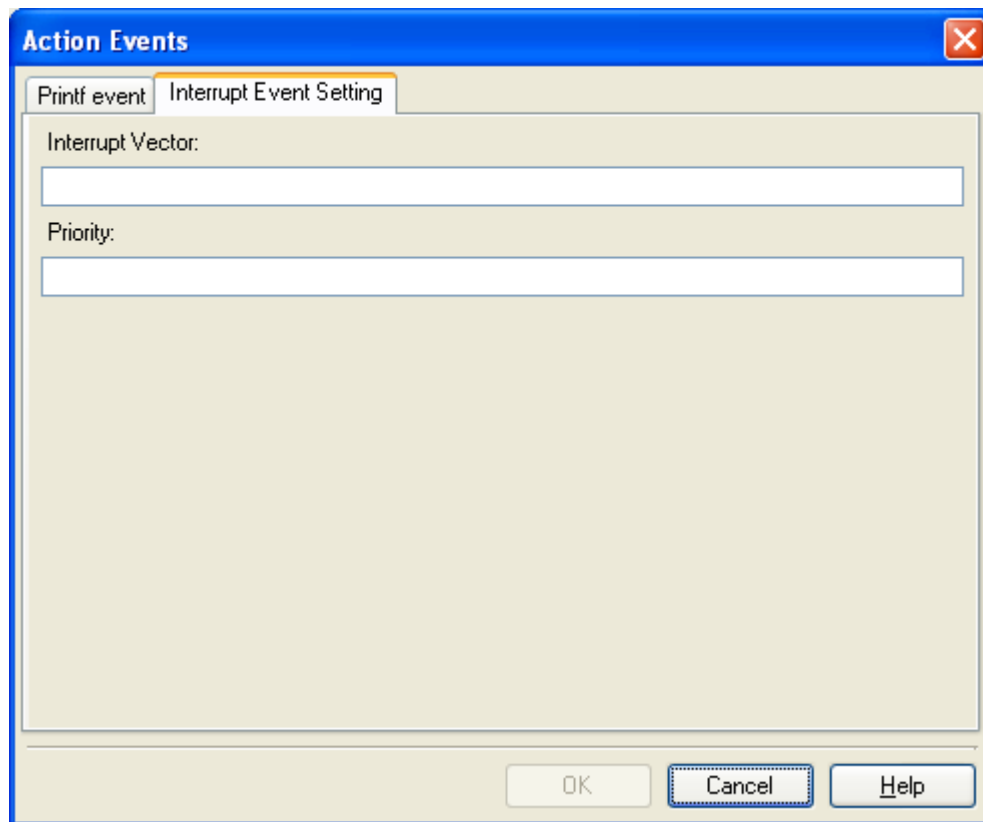 Action Events
Printf event Interrupt Event Setting
Interrupt Vector:
Priority:
OK Cancel Help